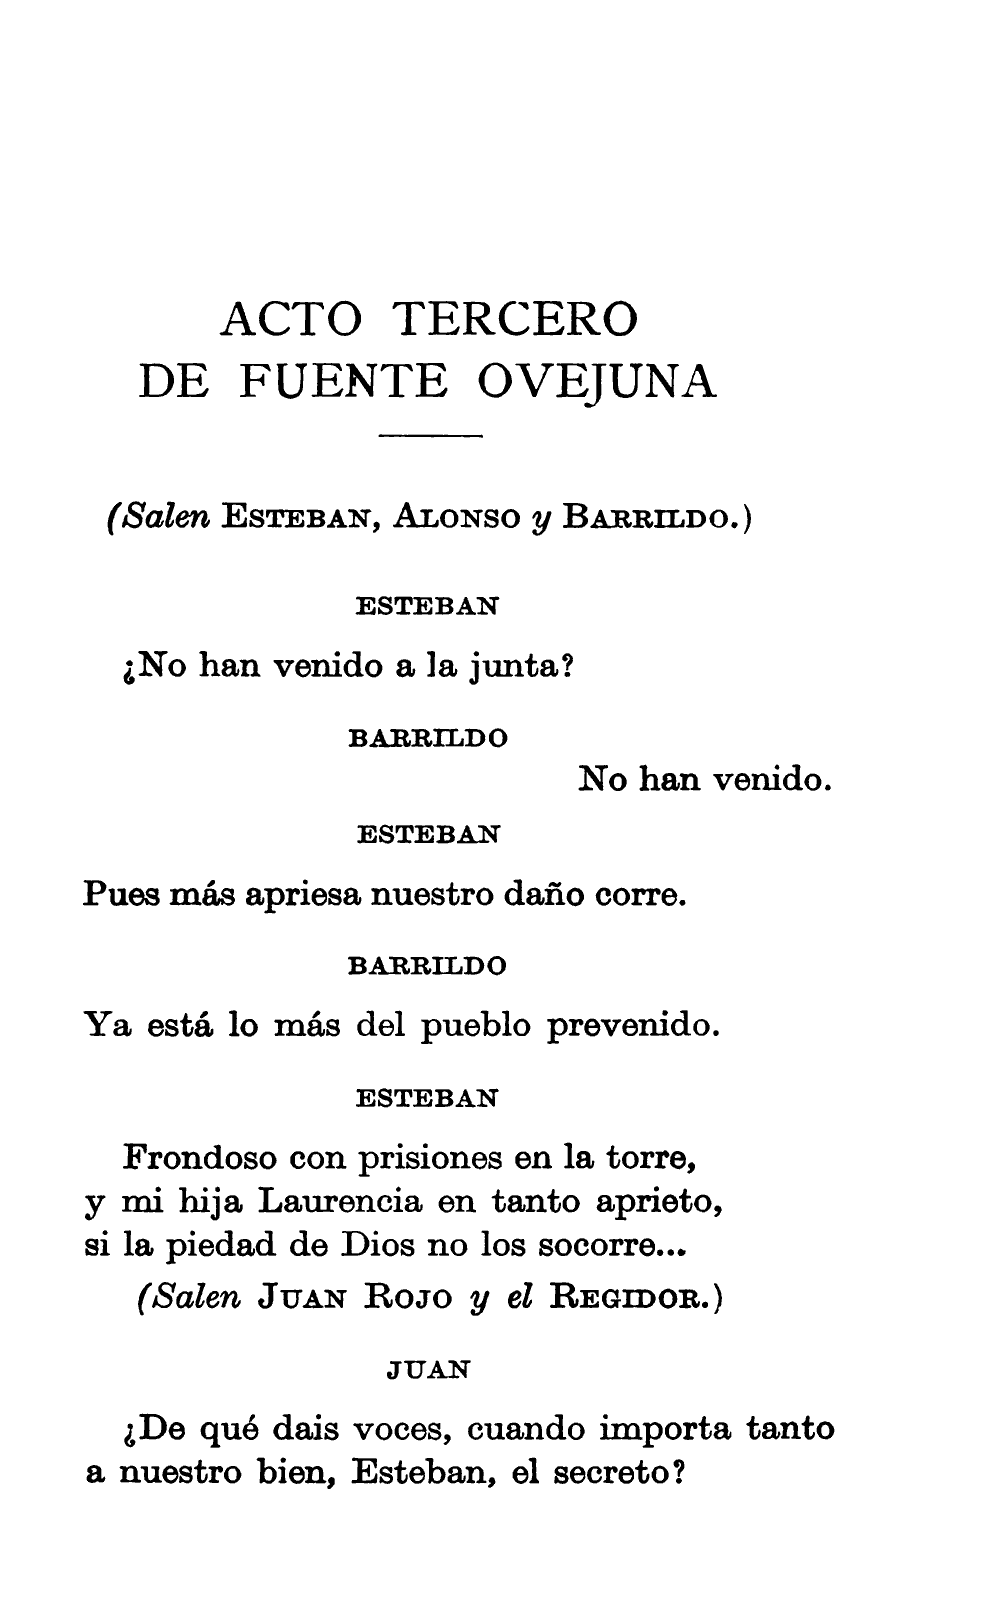 ACTO TERCERO
DE FUENTE OVEJUNA
(Salen ESTEBAN, ALONSO y BARRILDO.)
ESTEBAN
¿No han venido a la junta?
BARRILDO
No han venido.
ESTEBAN
Pues más apriesa nuestro daño corre.
BARRILDO
Ya está lo más del pueblo prevenido.
ESTEBAN
Frondoso con prisiones en la torre,
y mi hija Laurencia en tanto aprieto,
si la piedad de Dios no los socorre...
(Salen JUAN ROJO y el REGIDOR.)
JUAN
¿De qué dais voces, cuando importa tanto
a nuestro bien, Esteban, el secreto?